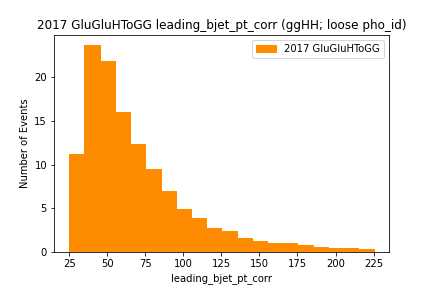 2017 GluGluHToGG leading_bjet_pt_corr (ggHH; loose pho_id)
2017 GluGluHToGG
Number of Events
20
15
10
5
0
25 50 75 100 125 150 175 200 225
leading_bjet_pt_corr